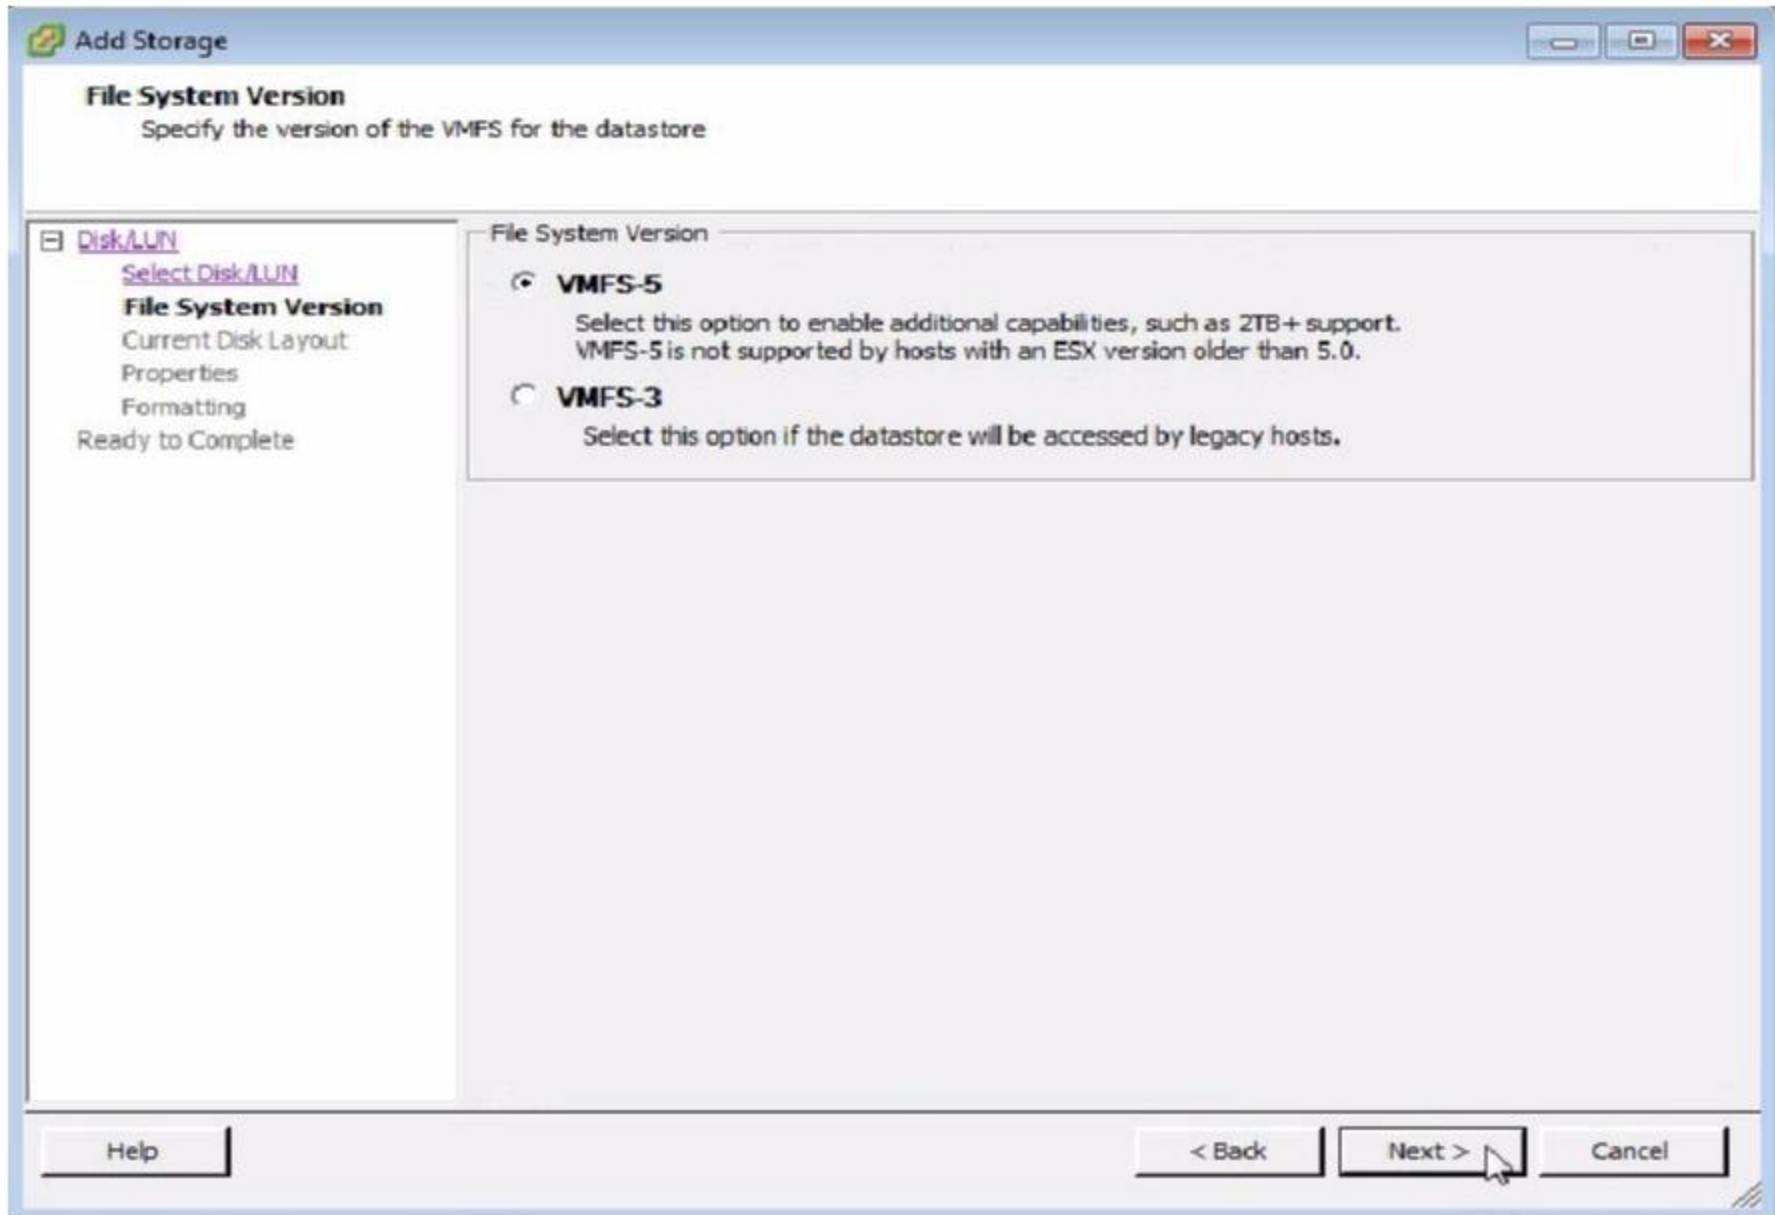 Add Storage
File System Version
Specify the version of the VMFS for the datastore
Disk/LUN
Select Disk/LUN
File System Version
Current Disk Layout
Properties
Formatting
Ready to Complete
File System Version
VMFS-5
Select this option to enable additional capabilities, such as 2TB+ support.
VMFS-5 is not supported by hosts with an ESX version older than 5.0.
VMFS-3
Select this option if the datastore will be accessed by legacy hosts.
Help
< Back
Next >
Cancel